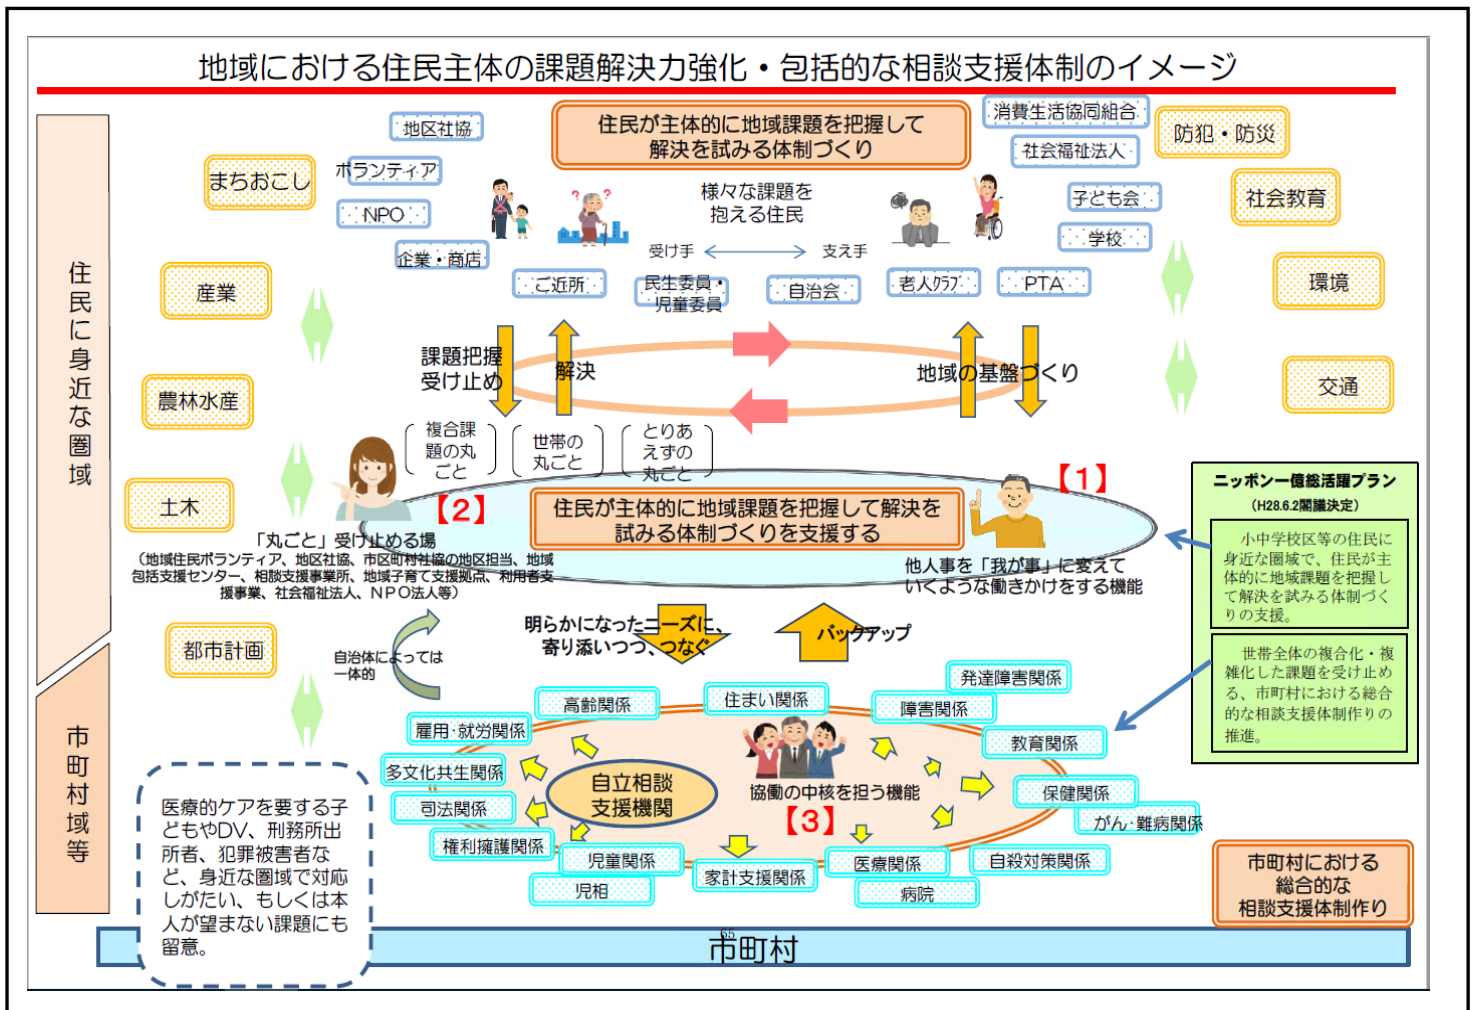 地域における住民主体の課題解決力強化・包括的な相談支援体制のイメージ
住民に身近な圏域
市町村域等
まちおこし
産業
農林水産
土木
都市計画
地区社協
ボランティア
NPO
企業・商店
住民が主体的に地域課題を把握して
解決を試みる体制づくり
様々な課題を
抱える住民
受け手
支え手
ご近所
民生委員・
児童委員
自治会
老人クラブ
PTA
消費生活協同組合
社会福祉法人
子ども会
学校
防犯・防災
社会教育
環境
交通
課題把握
受け止め
解決
地域の基盤づくり
複合課
題の丸
ごと
世帯の
丸ごと
とりあ
えずの
丸ごと
【1】
【2】
住民が主体的に地域課題を把握して解決を
試みる体制づくりを支援する
「丸ごと」受け止める場
（地域住民ボランティア、地区社協、市区町村社協の地区担当、地域
包括支援センター、相談支援事業所、地域子育て支援拠点、利用者支
援事業、社会福祉法人、NPO法人等）
他人事を「我が事」に変えて
いくような働きかけをする機能
ニッポン一億総活躍プラン
（H28.6.2閣議決定）
小中学校区等の住民に
身近な圏域で、住民が主
体的に地域課題を把握し
て解決を試みる体制づく
りの支援。
世帯全体の複合化・複
雑化した課題を受け止め
る、市町村における総合
的な相談支援体制作りの
推進。
明らかになったニーズに、
寄り添いつつ、つなぐ
バックアップ
自治体によっては
一体的
高齢関係
住まい関係
障害関係
発達障害関係
雇用・就労関係
教育関係
多文化共生関係
司法関係
保健関係
がん・難病関係
権利擁護関係
児童関係
児相
家計支援関係
医療関係
病院
自殺対策関係
自立相談
支援機関
協働の中核を担う機能
【3】
医療的ケアを要する子
どもやDV、刑務所出
所者、犯罪被害者な
ど、身近な圏域で対応
しがたい、もしくは本
人が望まない課題にも
留意。
市町村における
総合的な
相談支援体制作り
65
市町村